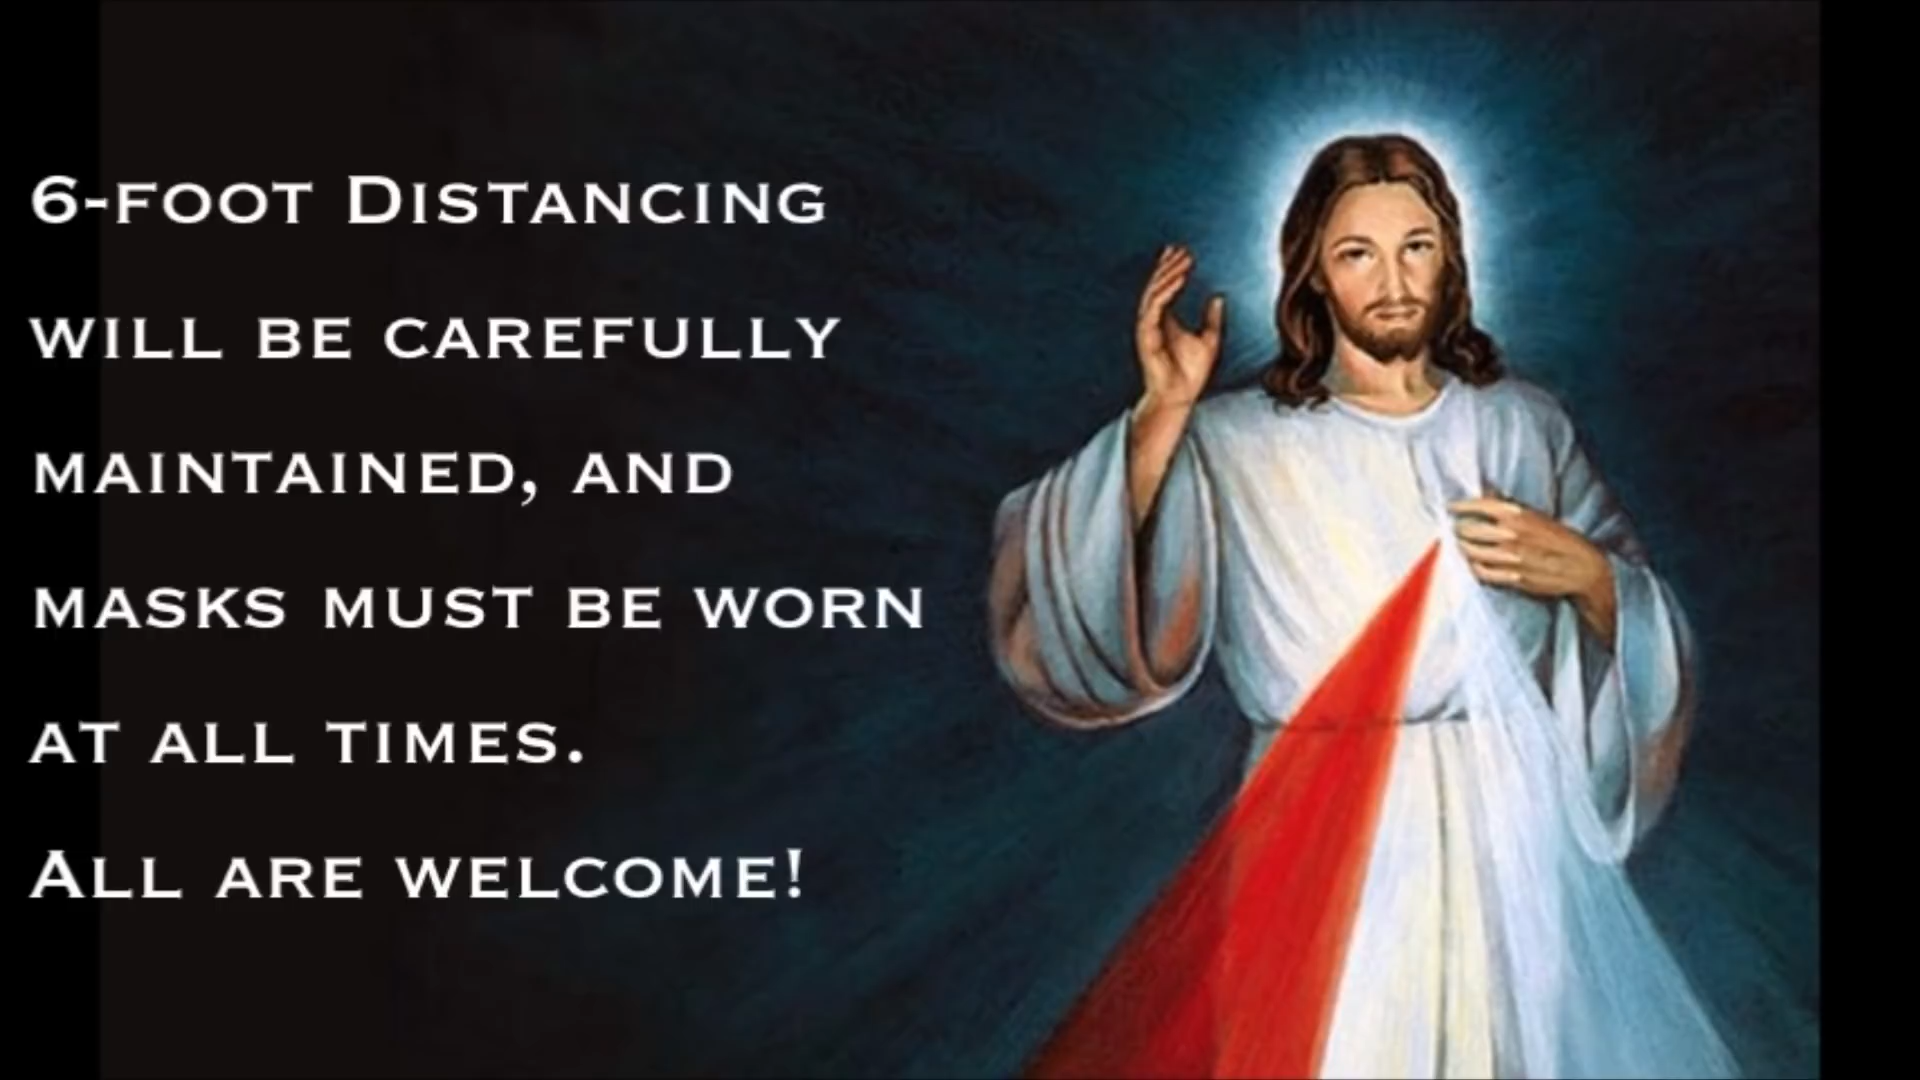 6-foot Distancing
will be carefully
maintained, and
masks must be worn
at all times.
All are welcome!